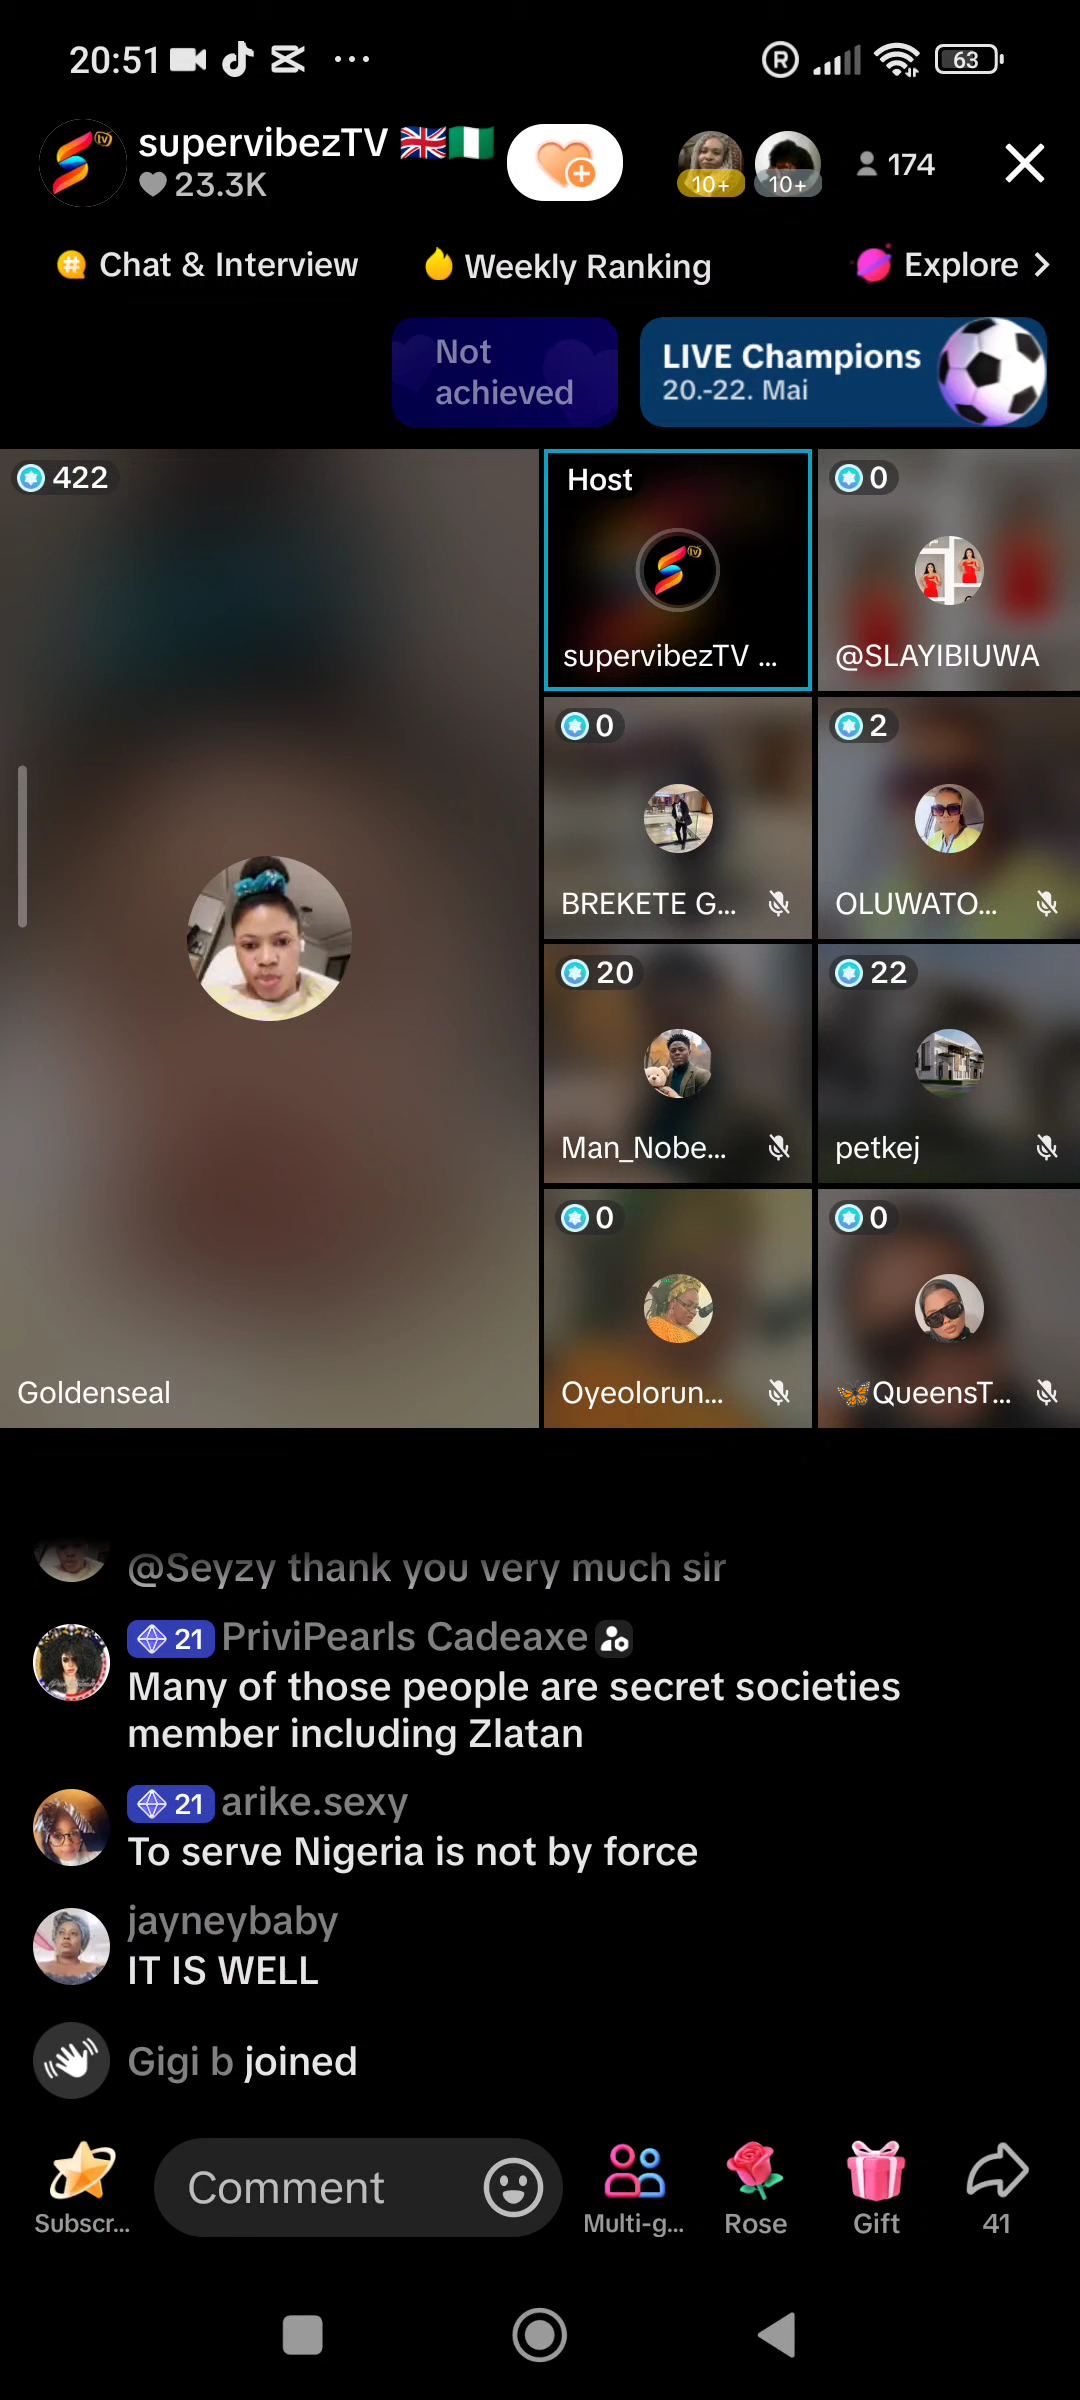 20:51
63
supervibezTV 🇬🇧🇳🇬
23.3K
10+
10+
174
Chat & Interview
Weekly Ranking
Explore
Not
achieved
LIVE Champions
20.-22. Mai
422
Host
supervibezTV ...
0
@SLAYIBIUWA
0
BREKETE G...
2
OLUWATO...
20
Man_Nobe...
22
petkej
0
Oyeolorun...
0
🦋QueensT...
Goldenseal
@Seyzy thank you very much sir
21 PriviPearls Cadeaxe
Many of those people are secret societies
member including Zlatan
21 arike.sexy
To serve Nigeria is not by force
jayneybaby
IT IS WELL
Gigi b joined
Subscr...
Comment
Multi-g...
Rose
Gift
41